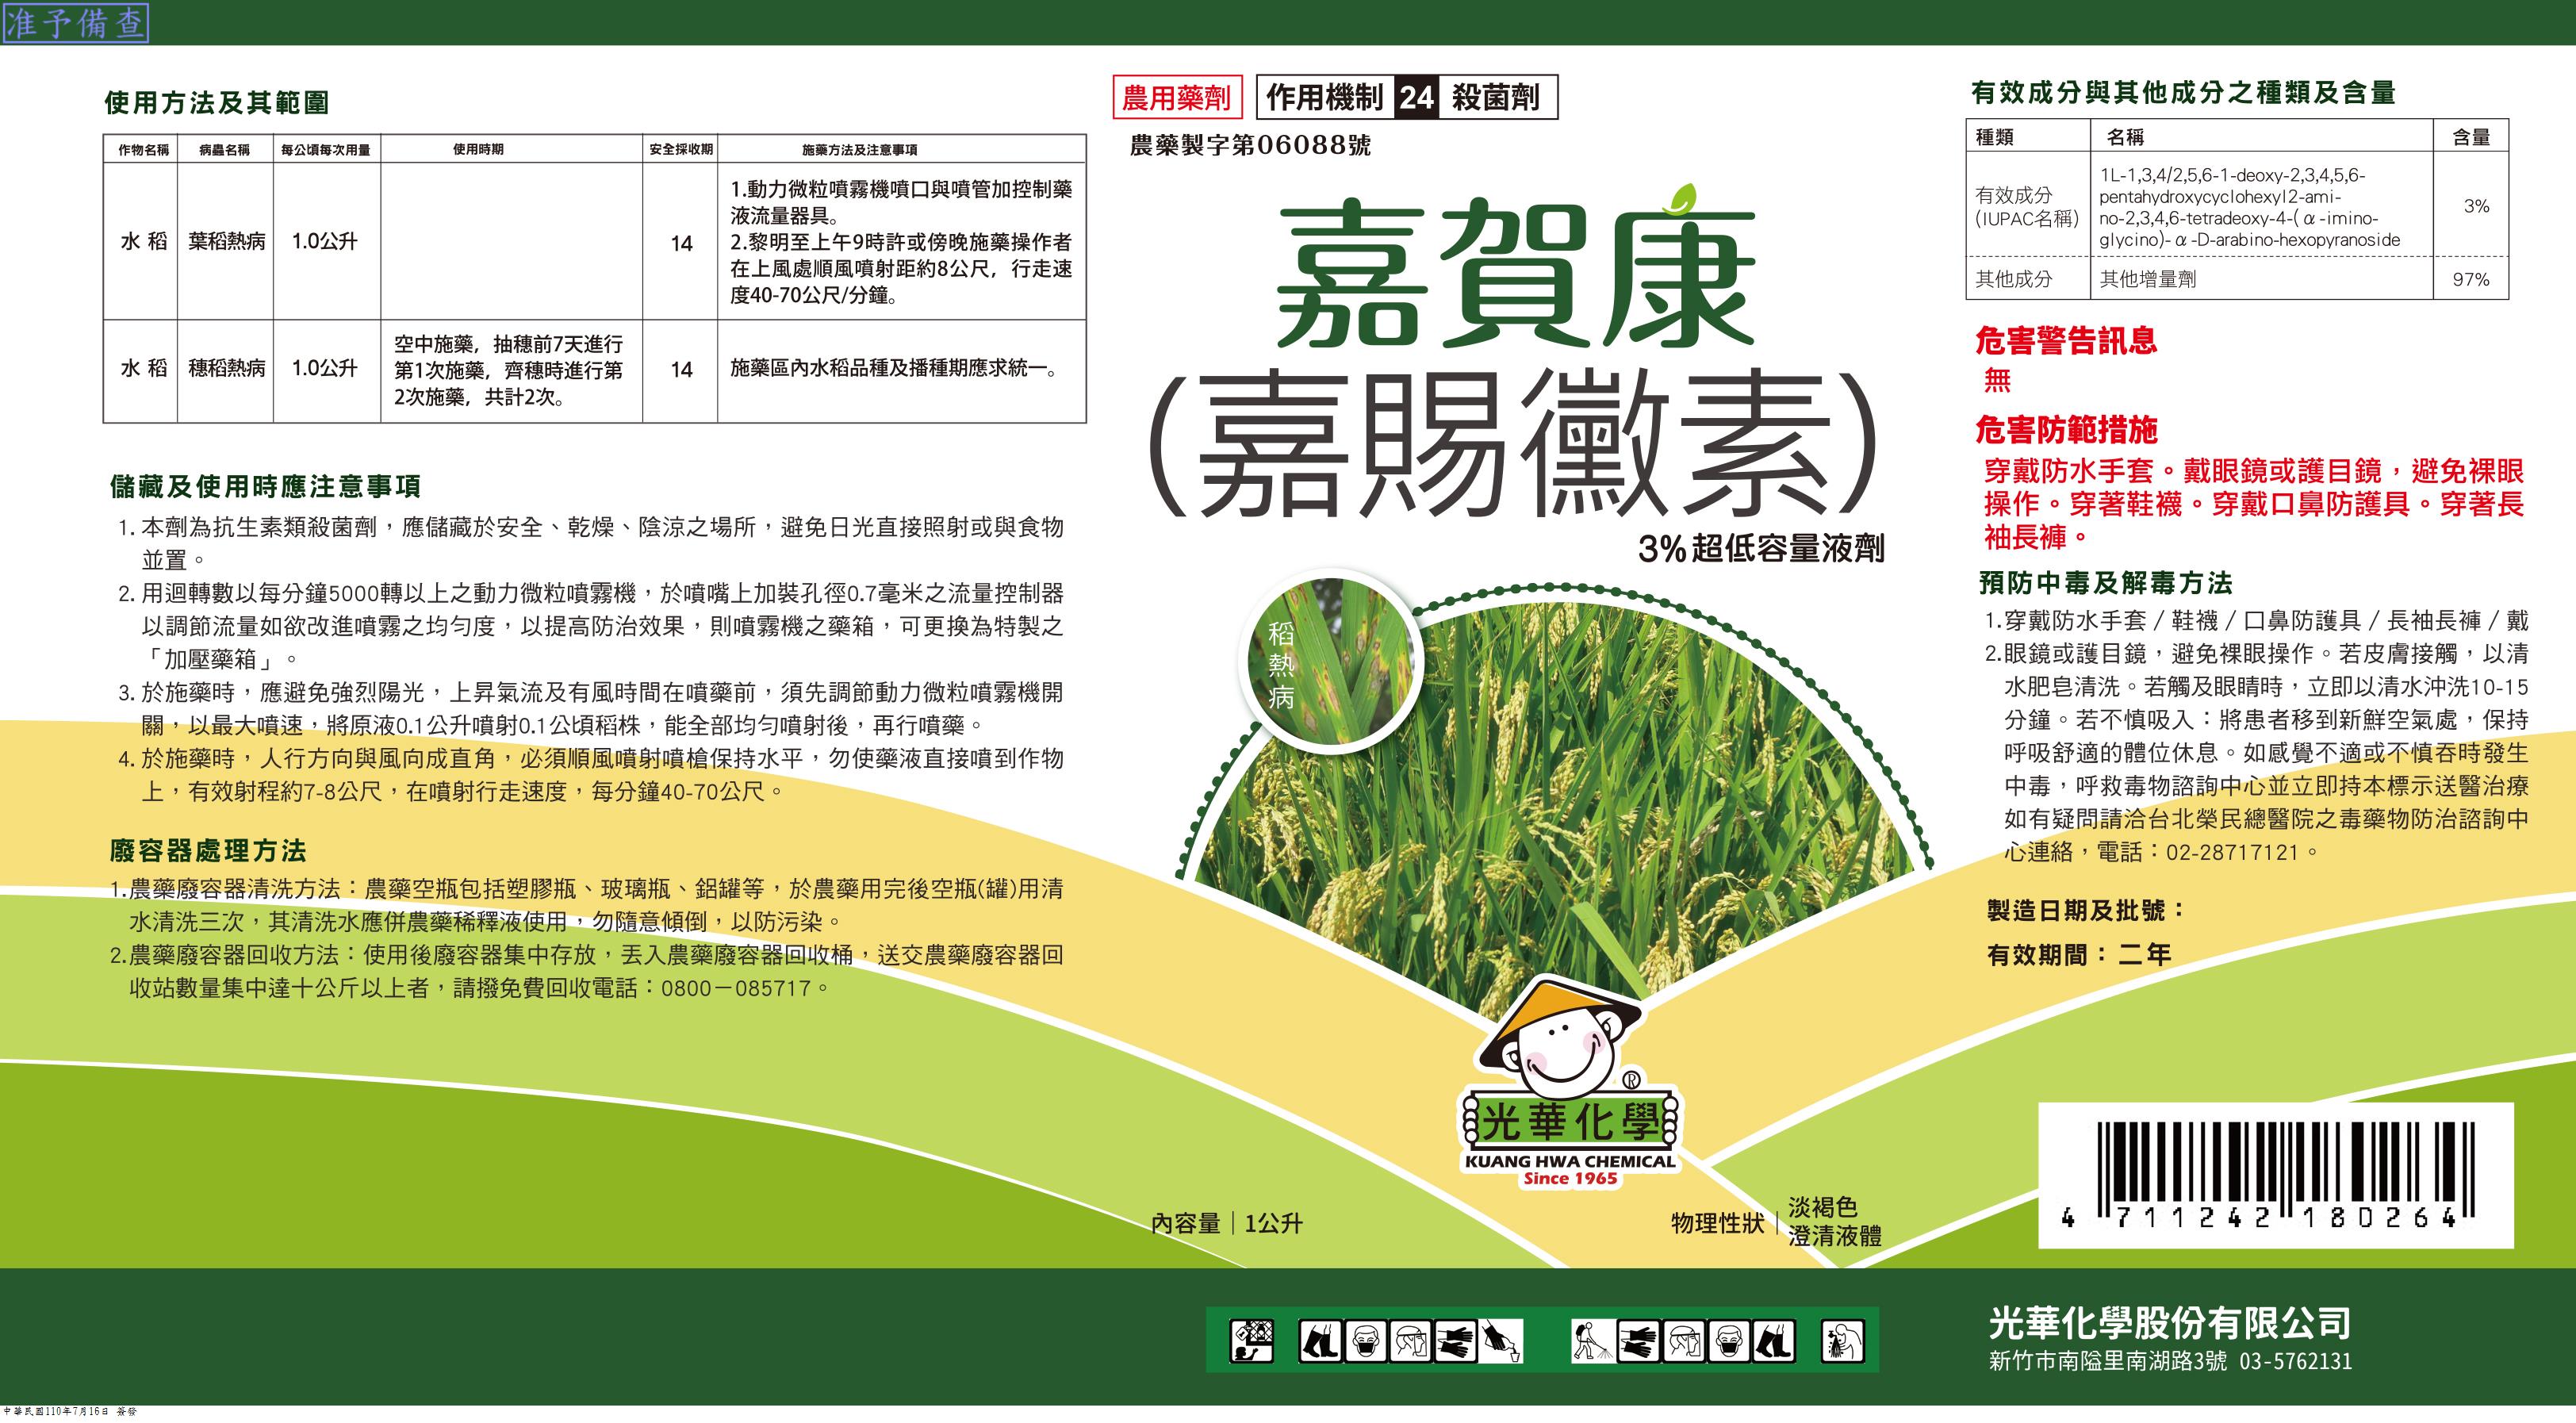 准予備查
使用方法及其範圍
作物名稱 病蟲名稱 每公頃每次用量 使用時期 安全採收期 施藥方法及注意事項
水 稻 葉稻熱病 1.0公升 14
1.動力微粒噴霧機噴口與噴管加控制藥
液流量器具。
2.黎明至上午9時許或傍晚施藥操作者
在上風處順風噴射距約8公尺，行走速
度40-70公尺/分鐘。
水 稻 穗稻熱病 1.0公升
空中施藥，抽穗前7天進行
第1次施藥，齊穗時進行第
2次施藥，共計2次。
14 施藥區內水稻品種及播種期應求統一。
儲藏及使用時應注意事項
1. 本劑為抗生素類殺菌劑，應儲藏於安全、乾燥、陰涼之場所，避免日光直接照射或與食物
並置。
2. 用迴轉數以每分鐘5000轉以上之動力微粒噴霧機，於噴嘴上加裝孔徑0.7毫米之流量控制器
以調節流量如欲改進噴霧之均勻度，以提高防治效果，則噴霧機之藥箱，可更換為特製之
「加壓藥箱」。
3. 於施藥時，應避免強烈陽光，上昇氣流及有風時間在噴藥前，須先調節動力微粒噴霧機開
關，以最大噴速，將原液0.1公升噴射0.1公頃稻株，能全部均勻噴射後，再行噴藥。
4. 於施藥時，人行方向與風向成直角，必須順風噴射噴槍保持水平，勿使藥液直接噴到作物
上，有效射程約7-8公尺，在噴射行走速度，每分鐘40-70公尺。
廢容器處理方法
1.農藥廢容器清洗方法：農藥空瓶包括塑膠瓶、玻璃瓶、鋁罐等，於農藥用完後空瓶(罐)用清
水清洗三次，其清洗水應併農藥稀釋液使用，勿隨意傾倒，以防污染。
2.農藥廢容器回收方法：使用後廢容器集中存放，丟入農藥廢容器回收桶，送交農藥廢容器回
收站數量集中達十公斤以上者，請撥免費回收電話：0800－085717。
農用藥劑 作用機制 24 殺菌劑
農藥製字第06088號
嘉賀康
(嘉賜黴素)
3%超低容量液劑
稻熱病
®
光華化學
KUANG HWA CHEMICAL
Since 1965
內容量｜1公升
物理性狀｜淡褐色
澄清液體
有效成分與其他成分之種類及含量
種類 名稱 含量
有效成分
(IUPAC名稱)
1L-1,3,4/2,5,6-1-deoxy-2,3,4,5,6-
pentahydroxycyclohexyl2-ami-
no-2,3,4,6-tetradeoxy-4-( α -imino-
glycino)- α -D-arabino-hexopyranoside
3%
其他成分 其他增量劑 97%
危害警告訊息
無
危害防範措施
穿戴防水手套。戴眼鏡或護目鏡，避免裸眼
操作。穿著鞋襪。穿戴口鼻防護具。穿著長
袖長褲。
預防中毒及解毒方法
1.穿戴防水手套／鞋襪／口鼻防護具／長袖長褲／戴
2.眼鏡或護目鏡，避免裸眼操作。若皮膚接觸，以清
水肥皂清洗。若觸及眼睛時，立即以清水沖洗10-15
分鐘。若不慎吸入：將患者移到新鮮空氣處，保持
呼吸舒適的體位休息。如感覺不適或不慎吞時發生
中毒，呼救毒物諮詢中心並立即持本標示送醫治療
如有疑問請洽台北榮民總醫院之毒藥物防治諮詢中
心連絡，電話：02-28717121。
製造日期及批號：
有效期間：二年
4 711242 180264
光華化學股份有限公司
新竹市南隘里南湖路3號 03-5762131
中華民國110年7月16日 簽發